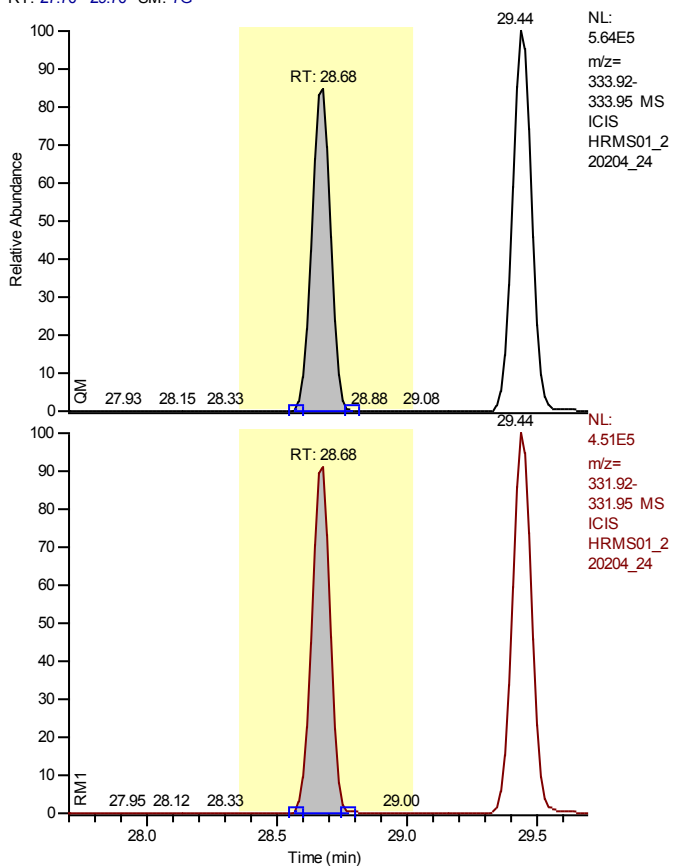 29.44
NL:
5.64E5
m/z=
333.92-
333.95 MS
ICIS
HRMS01_2
20204_24
RT: 28.68
100
90
80
70
60
50
40
30
20
10
0
Relative Abundance
QM
27.93 28.15 28.33 28.88 29.08
29.44
NL:
4.51E5
m/z=
331.92-
331.95 MS
ICIS
HRMS01_2
20204_24
RT: 28.68
100
90
80
70
60
50
40
30
20
10
0
RM1
27.95 28.12 28.33 29.00
28.0 28.5 29.0 29.5
Time (min)